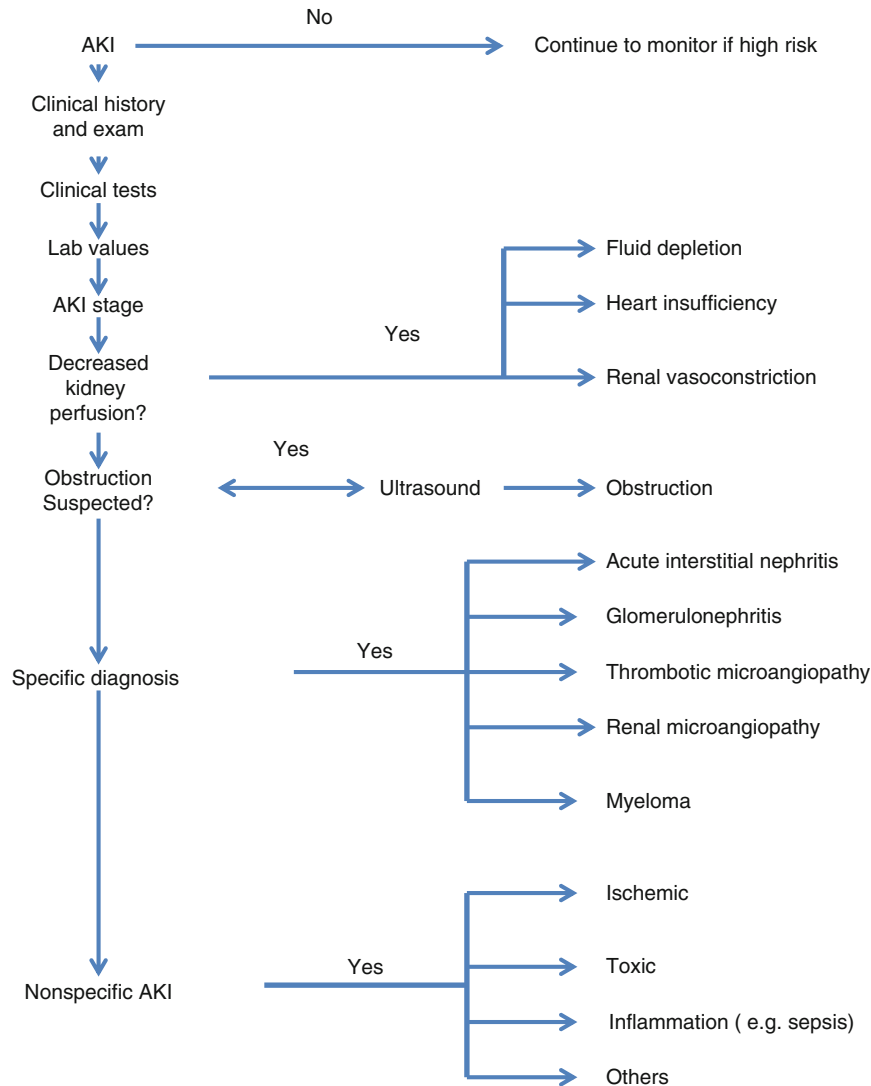 No
AKI
Continue to monitor if high risk
Clinical history
and exam
Clinical tests
Lab values
Fluid depletion
AKI stage
Heart insufficiency
Yes
Decreased
kidney
perfusion?
Renal vasoconstriction
Yes
Obstruction
Suspected?
Ultrasound
Obstruction
Acute interstitial nephritis
Glomerulonephritis
Yes
Specific diagnosis
Thrombotic microangiopathy
Renal microangiopathy
Myeloma
Ischemic
Yes
Toxic
Nonspecific AKI
Inflammation ( e.g. sepsis)
Others